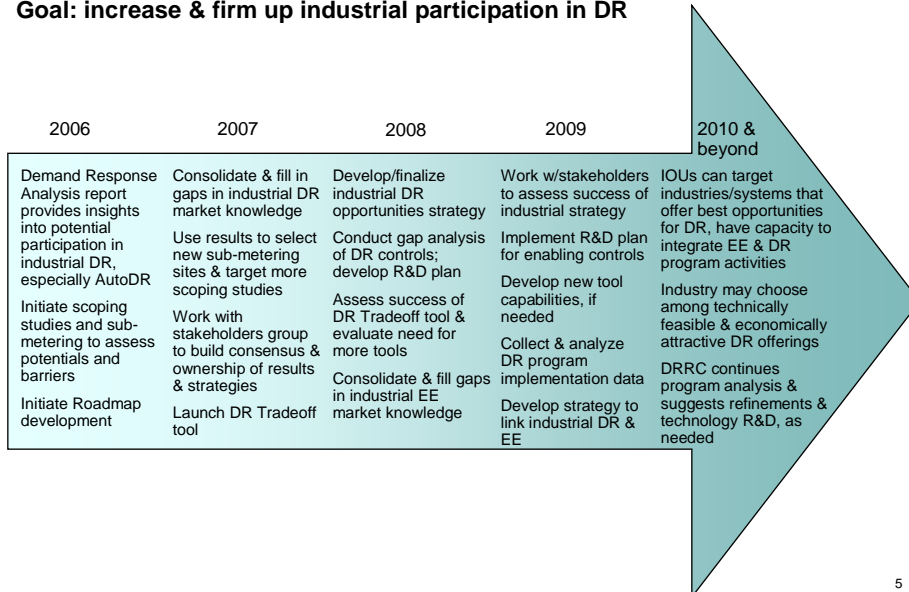 Goal: increase & firm up industrial participation in DR
2006
Demand Response
Analysis report
provides insights
into potential
participation in
industrial DR,
especially AutoDR
Initiate scoping
studies and sub-
metering to assess
potentials and
barriers
Initiate Roadmap
development
2007
Consolidate & fill in
gaps in industrial DR
market knowledge
Use results to select
new sub-metering
sites & target more
scoping studies
Work with
stakeholders group
to build consensus &
ownership of results
& strategies
Launch DR Tradeoff
tool
2008
Develop/finalize
industrial DR
opportunities strategy
Conduct gap analysis
of DR controls;
develop R&D plan
Assess success of
DR Tradeoff tool &
evaluate need for
more tools
Consolidate & fill gaps
in industrial EE
market knowledge
2009
Work w/stakeholders
to assess success of
industrial strategy
Implement R&D plan
for enabling controls
Develop new tool
capabilities, if
needed
Collect & analyze
DR program
implementation data
Develop strategy to
link industrial DR &
EE
2010 &
beyond
IOUs can target
industries/systems that
offer best opportunities
for DR, have capacity to
integrate EE & DR
program activities
Industry may choose
among technically
feasible & economically
attractive DR offerings
DRRC continues
program analysis &
suggests refinements &
technology R&D, as
needed
5